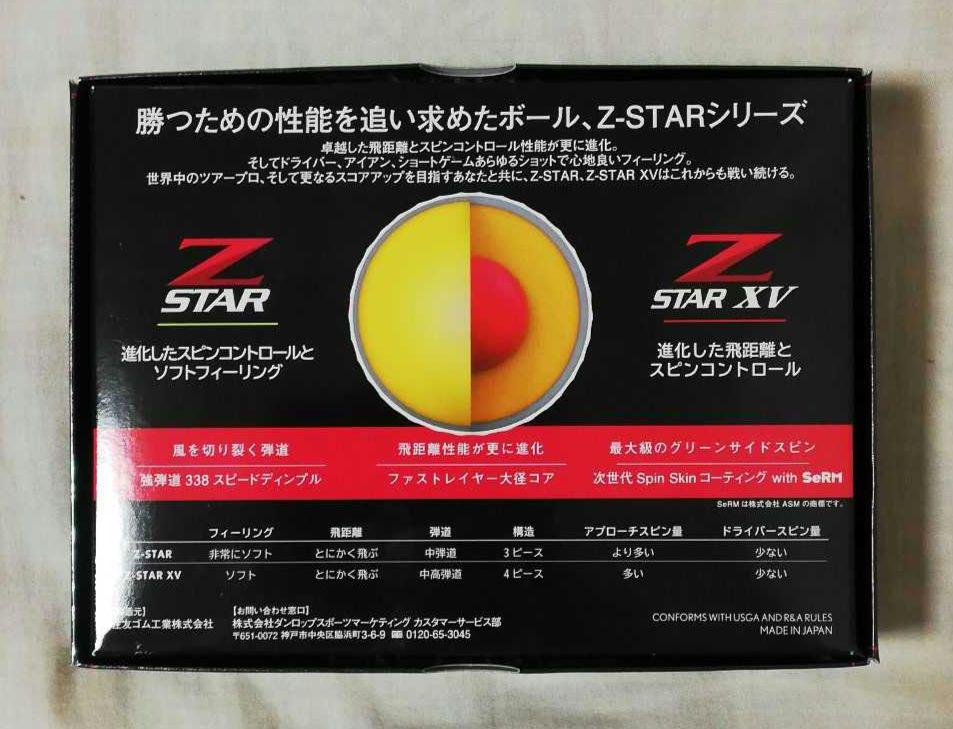 勝つための性能を追い求めたボール、Z-STARシリーズ
卓越した飛距離とスピンコントロール性能が更に進化。
そしてドライバー、アイアン、ショートゲームあらゆるショットで心地良いフィーリング。
世界中のツアープロ、そして更なるスコアアップを目指すあなたと共に、Z-STAR、Z-STAR XVはこれからも戦い続ける。
Z
STAR
進化したスピンコントロールと
ソフトフィーリング
Z
STAR XV
進化した飛距離と
スピンコントロール
風を切り裂く弾道 飛距離性能が更に進化 最大級のグリーンサイドスピン
強弾道 338 スピードディンプル ファストレイヤー大径コア 次世代 Spin Skin コーティング with SeRM
SeRM は株式会社 ASM の商標です。
フィーリング 飛距離 弾道 構造 アプローチスピン量 ドライバースピン量
Z-STAR 非常にソフト とにかく飛ぶ 中弾道 3 ピース より多い 少ない
Z-STAR XV ソフト とにかく飛ぶ 中高弾道 4 ピース 多い 少ない
元】
住友ゴム工業株式会社
【お問い合わせ窓口】
株式会社ダンロップスポーツマーケティング カスタマーサービス部
〒651-0072 神戸市中央区脇浜町3-6-9 0120-65-3045
CONFORMS WITH USGA AND R&A RULES
MADE IN JAPAN